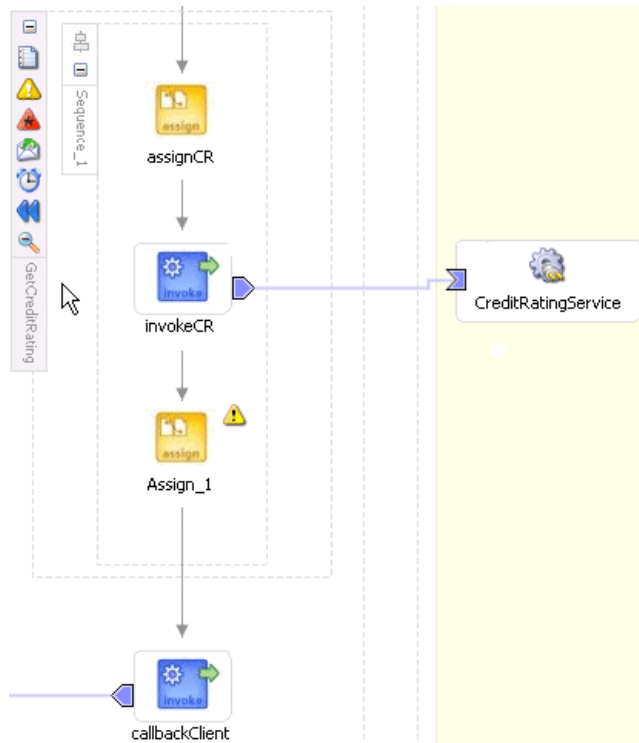 Sequence_1
GetCreditRating
assign
assignCR
invoke
invokeCR
CreditRatingService
assign
Assign_1
invoke
callbackClient